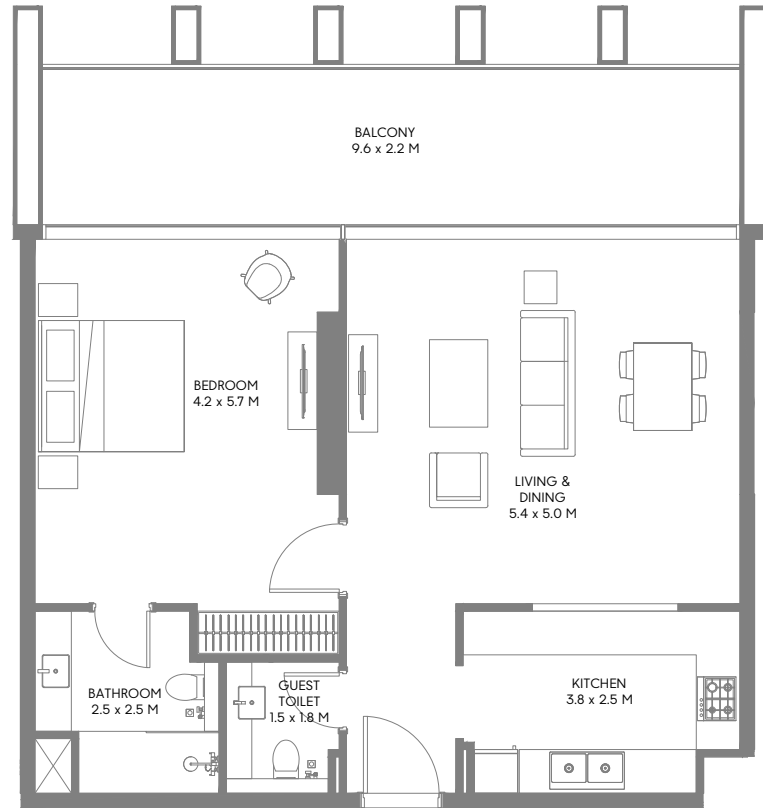 BALCONY
9.6 x 2.2 M
BEDROOM
4.2 x 5.7 M
LIVING &
DINING
5.4 x 5.0 M
BATHROOM
2.5 x 2.5 M
GUEST
TOILET
1.5 x 1.8 M
KITCHEN
3.8 x 2.5 M